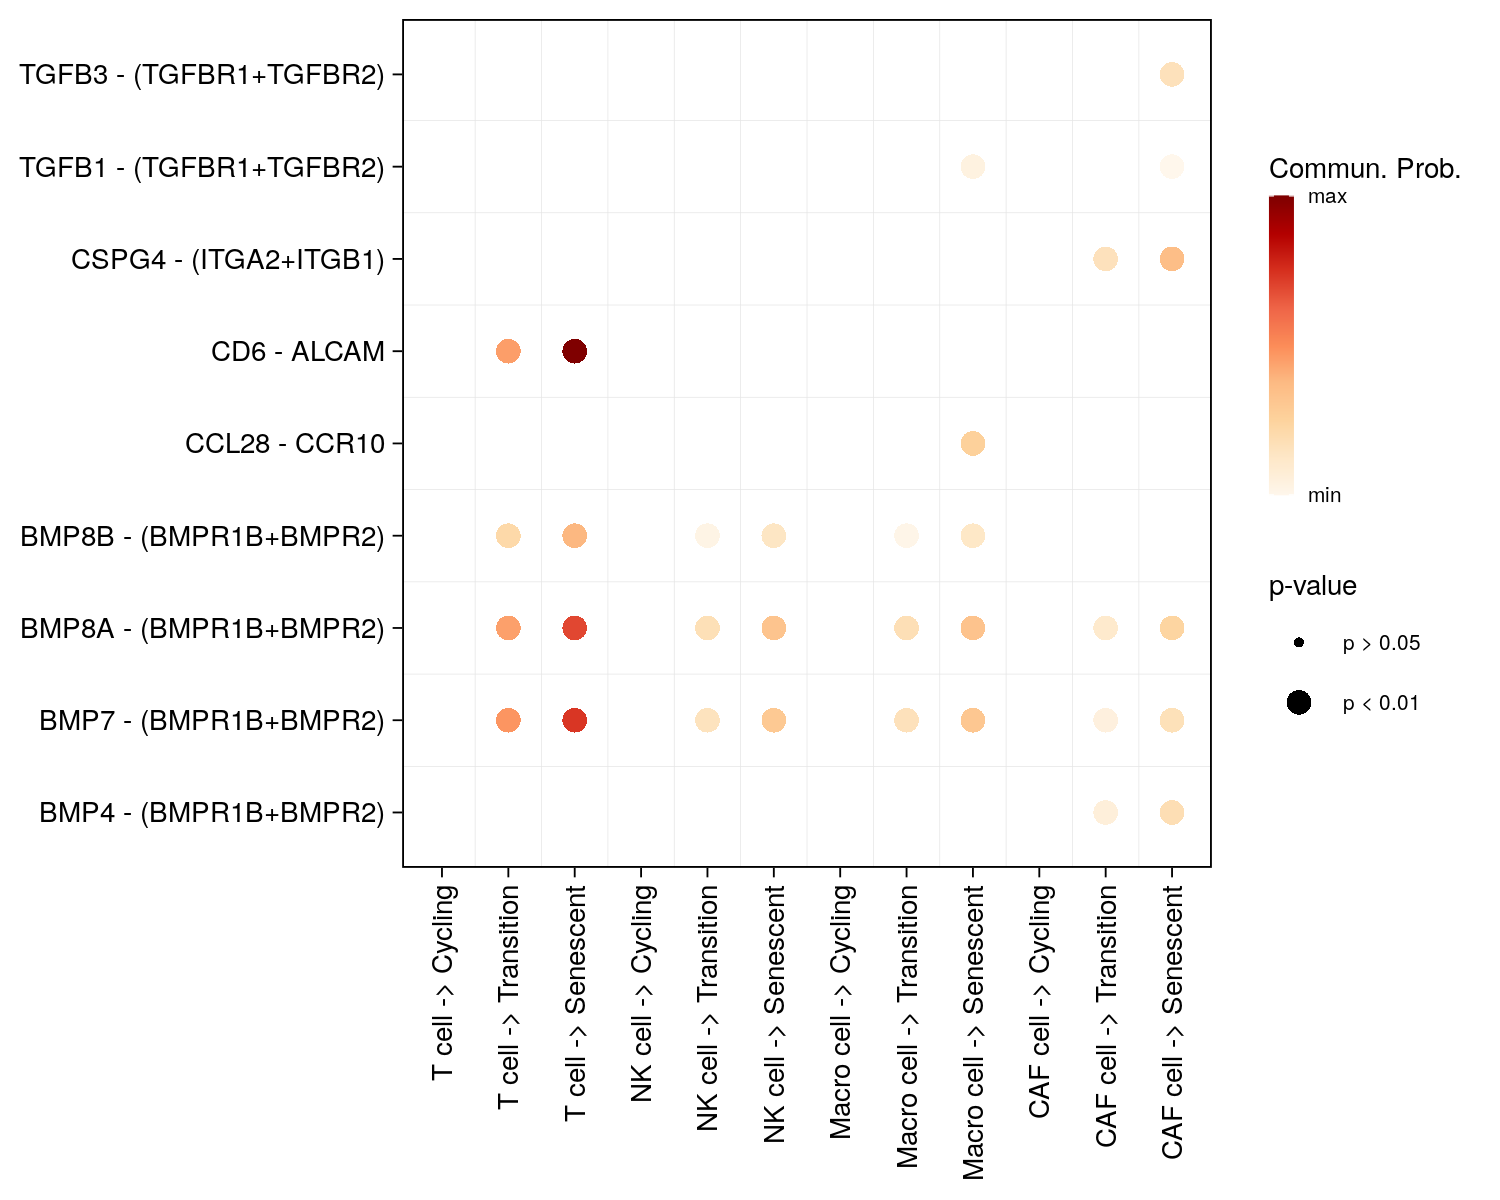 TGFB3 - (TGFBR1+TGFBR2)
TGFB1 - (TGFBR1+TGFBR2)
CSPG4 - (ITGA2+ITGB1)
CD6 - ALCAM
CCL28 - CCR10
BMP8B - (BMPR1B+BMPR2)
BMP8A - (BMPR1B+BMPR2)
BMP7 - (BMPR1B+BMPR2)
BMP4 - (BMPR1B+BMPR2)
T cell -> Cycling
T cell -> Transition
T cell -> Senescent
NK cell -> Cycling
NK cell -> Transition
NK cell -> Senescent
Macro cell -> Cycling
Macro cell -> Transition
Macro cell -> Senescent
CAF cell -> Cycling
CAF cell -> Transition
CAF cell -> Senescent
Commun. Prob.
max
min
p-value
p > 0.05
p < 0.01